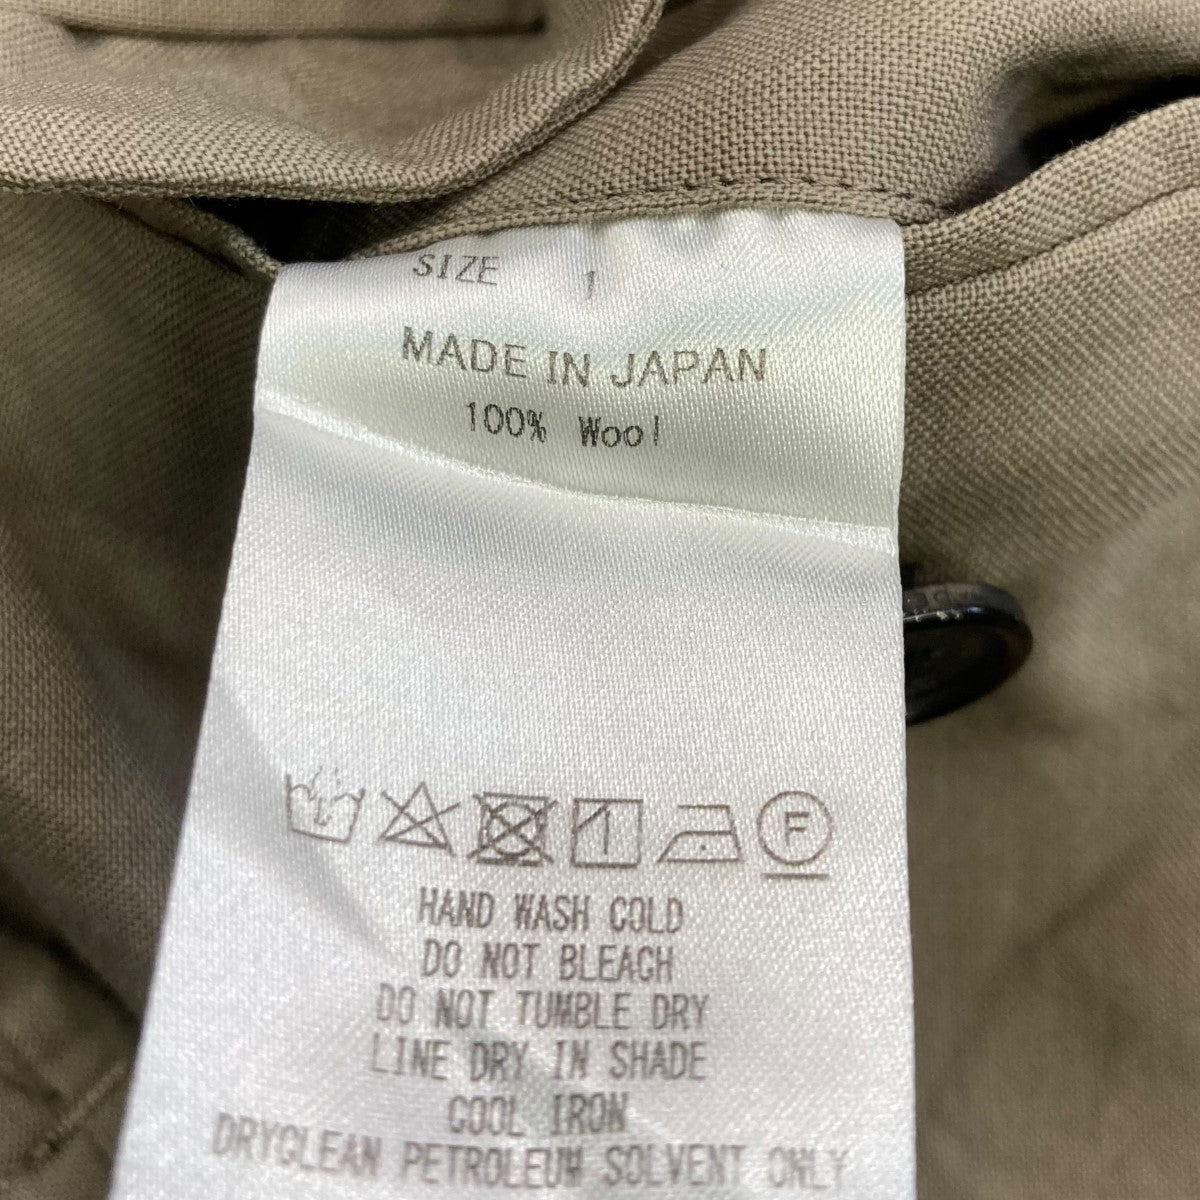 SIZE 1
MADE IN JAPAN
100% Wool
1 F
HAND WASH COLD
DO NOT BLEACH
DO NOT TUMBLE DRY
LINE DRY IN SHADE
COOL IRON
DRYCLEAN PETROLEUM SOLVENT ONLY